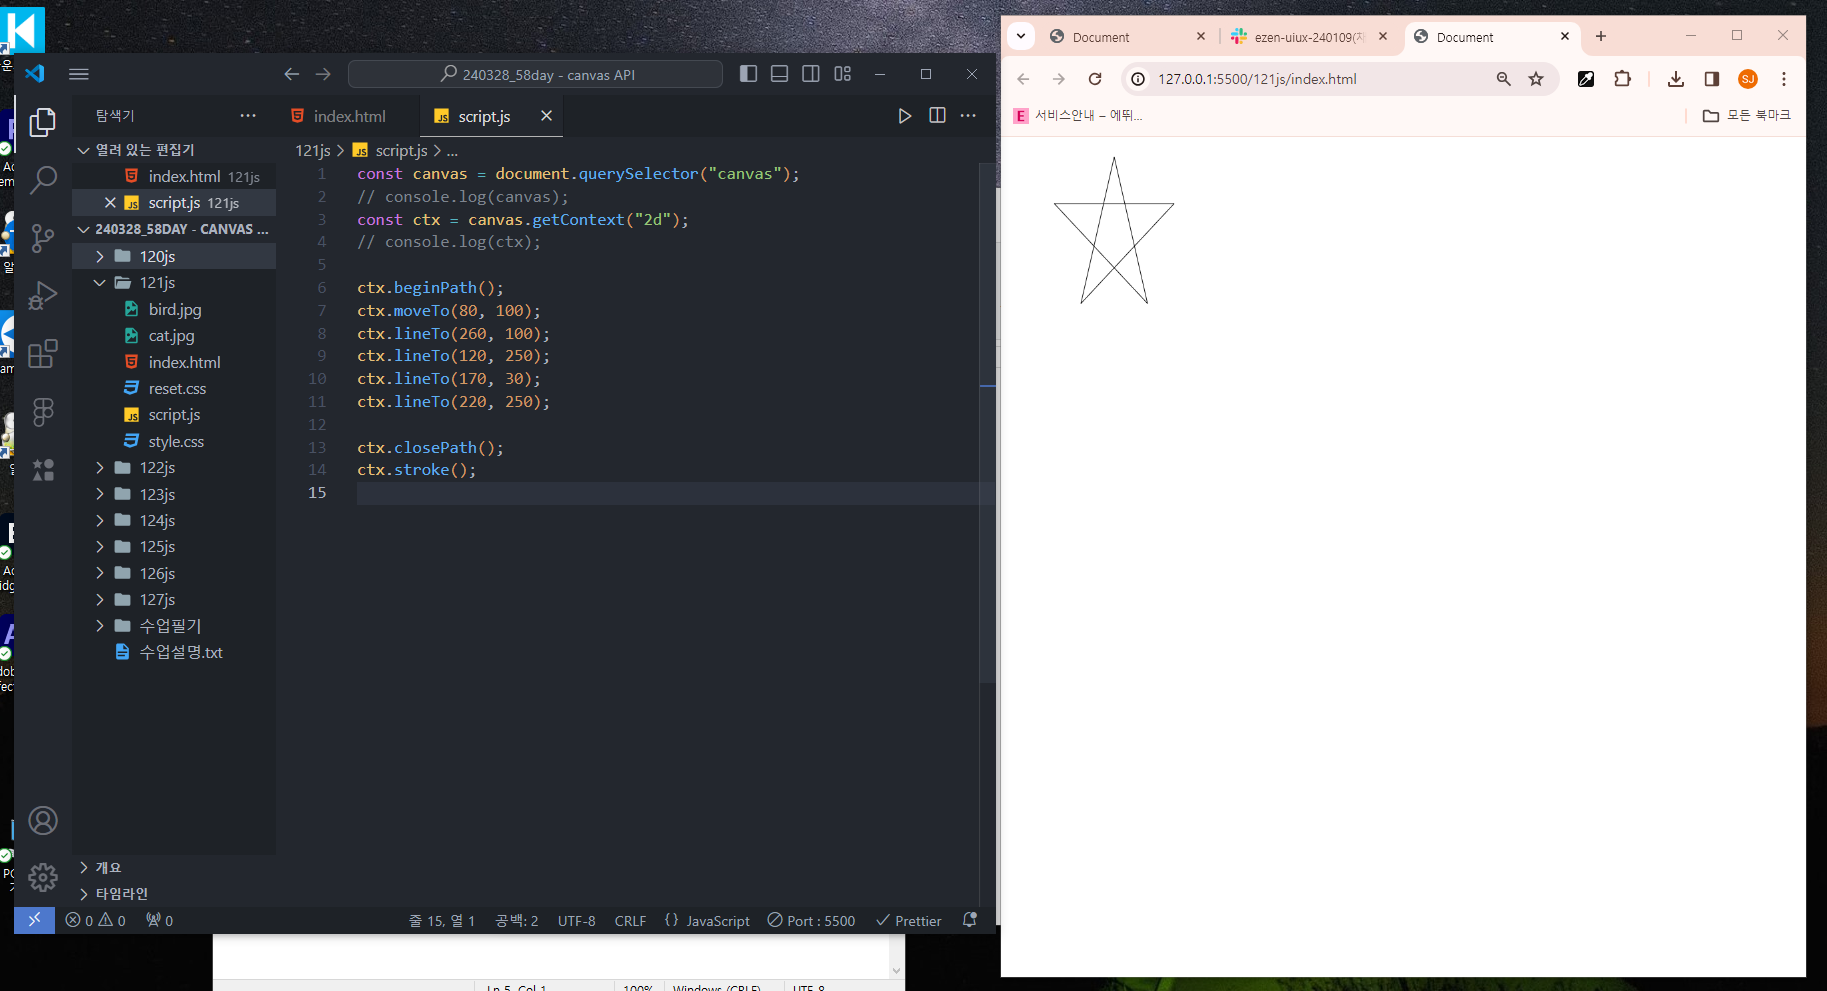 240328_58day - canvas API
탐색기
index.html
script.js
열려 있는 편집기
index.html 121js
script.js 121js
240328_58DAY - CANVAS ...
120js
121js
bird.jpg
cat.jpg
index.html
reset.css
script.js
style.css
122js
123js
124js
125js
126js
127js
수업필기
수업설명.txt
개요
타임라인
121js > script.js > ...
1 const canvas = document.querySelector("canvas");
2 // console.log(canvas);
3 const ctx = canvas.getContext("2d");
4 // console.log(ctx);
5
6 ctx.beginPath();
7 ctx.moveTo(80, 100);
8 ctx.lineTo(260, 100);
9 ctx.lineTo(120, 250);
10 ctx.lineTo(170, 30);
11 ctx.lineTo(220, 250);
12
13 ctx.closePath();
14 ctx.stroke();
15
0 0 0 줄 15, 열 1 공백: 2 UTF-8 CRLF {} JavaScript Port : 5500 Prettier
Ln 5, Col 1 100% Windows (CRLF) UTF-8
Document
ezen-uiux-240109(
Document
127.0.0.1:5500/121js/index.html
SJ
E 서비스안내 – 에뛰...
모든 북마크